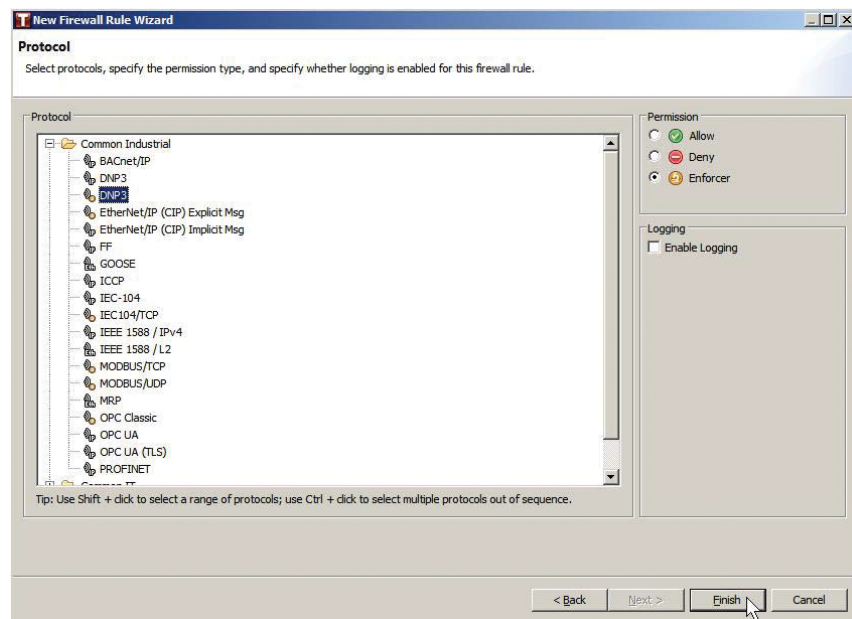 New Firewall Rule Wizard
Protocol
Select protocols, specify the permission type, and specify whether logging is enabled for this firewall rule.
Protocol
Common Industrial
BACnet/IP
DNP3
DNP3
EtherNet/IP (CIP) Explicit Msg
EtherNet/IP (CIP) Implicit Msg
FF
GOOSE
ICCP
IEC-104
IEC104/TCP
IEEE 1588 / IPv4
IEEE 1588 / L2
MODBUS/TCP
MODBUS/UDP
MRP
OPC Classic
OPC UA
OPC UA (TLS)
PROFINET
Common IT
Tip: Use Shift + click to select a range of protocols; use Ctrl + click to select multiple protocols out of sequence.
Permission
Allow
Deny
Enforcer
Logging
Enable Logging
< Back Next > Finish Cancel